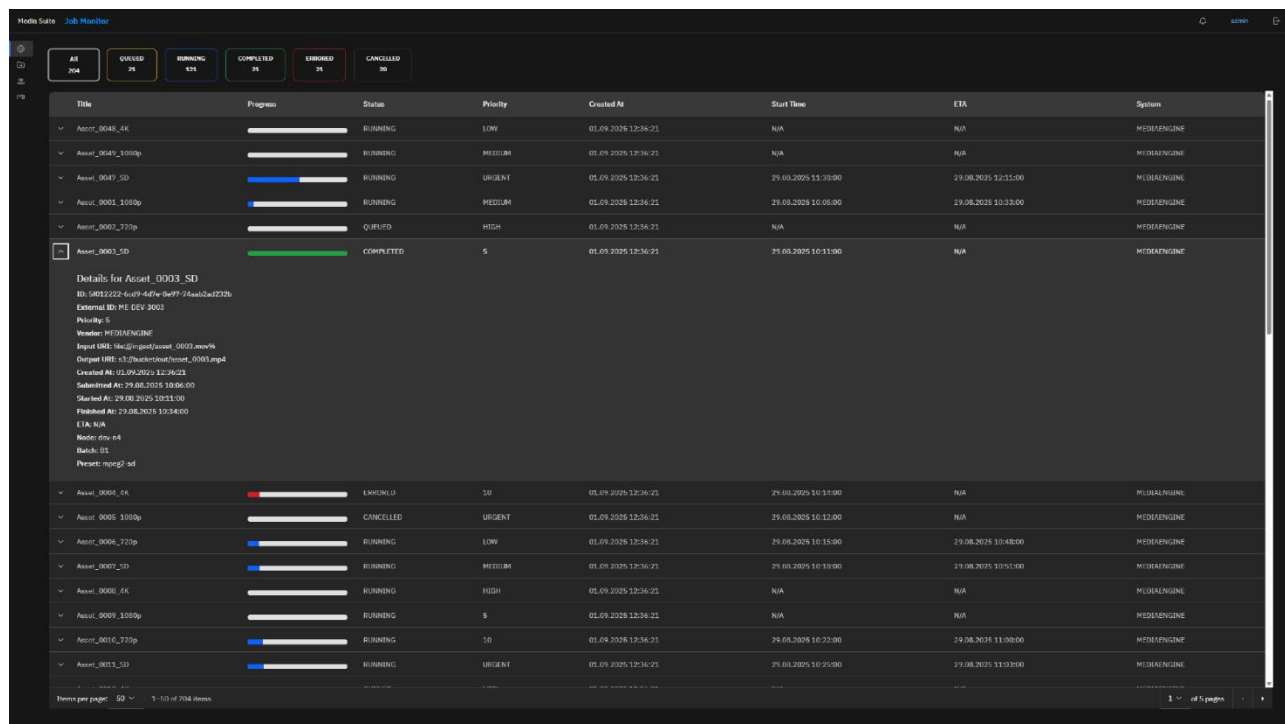 Media Suite Job Monitor admin
All QUEUED RUNNING COMPLETED ERRORED CANCELLED
204 21 121 21 21 20
Title Progress Status Priority Created At Start Time ETA System
Asset_0048_4K RUNNING LOW 01.09.2025 12:36:21 N/A N/A MEDIAENGINE
Asset_0049_1080p RUNNING MEDIUM 01.09.2025 12:36:21 N/A N/A MEDIAENGINE
Asset_0047_SD RUNNING URGENT 01.09.2025 12:36:21 29.08.2025 11:38:00 29.08.2025 12:11:00 MEDIAENGINE
Asset_0001_1080p RUNNING MEDIUM 01.09.2025 12:36:21 29.08.2025 10:05:00 29.08.2025 10:33:00 MEDIAENGINE
Asset_0002_720p QUEUED HIGH 01.09.2025 12:36:21 N/A N/A MEDIAENGINE
Asset_0003_SD COMPLETED 5 01.09.2025 12:36:21 29.08.2025 10:11:00 N/A MEDIAENGINE
Details for Asset_0003_SD
ID:
External ID: ME-DEV-3003
Priority: 5
Vendor: MEDIAENGINE
Input URI: file:///ingest/asset_0003.mov%
Output URI: s3://bucket/out/asset_0003.mp4
Created At: 01.09.2025 12:36:21
Submitted At: 29.08.2025 10:06:00
Started At: 29.08.2025 10:11:00
Finished At: 29.08.2025 10:34:00
ETA: N/A
Node: dev-n4
Batch: B1
Preset: mpeg2-sd
Asset_0004_4K ERRORED 10 01.09.2025 12:36:21 29.08.2025 10:14:00 N/A MEDIAENGINE
Asset_0005_1080p CANCELLED URGENT 01.09.2025 12:36:21 29.08.2025 10:12:00 N/A MEDIAENGINE
Asset_0006_720p RUNNING LOW 01.09.2025 12:36:21 29.08.2025 10:15:00 29.08.2025 10:48:00 MEDIAENGINE
Asset_0007_SD RUNNING MEDIUM 01.09.2025 12:36:21 29.08.2025 10:18:00 29.08.2025 10:51:00 MEDIAENGINE
Asset_0008_4K RUNNING HIGH 01.09.2025 12:36:21 N/A N/A MEDIAENGINE
Asset_0009_1080p RUNNING 5 01.09.2025 12:36:21 N/A N/A MEDIAENGINE
Asset_0010_720p RUNNING 10 01.09.2025 12:36:21 29.08.2025 10:22:00 29.08.2025 11:00:00 MEDIAENGINE
Asset_0011_SD RUNNING URGENT 01.09.2025 12:36:21 29.08.2025 10:25:00 29.08.2025 11:03:00 MEDIAENGINE
Items per page: 50 1–50 of 204 items 1 of 5 pages